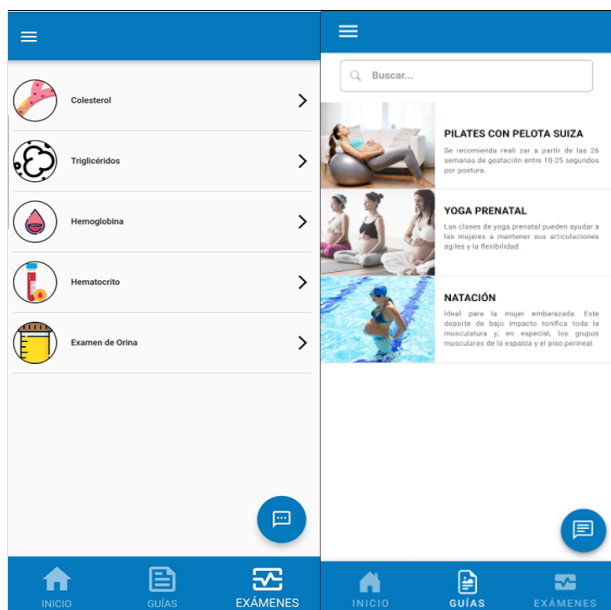 Colesterol
Triglicéridos
Hemoglobina
Hematocrito
Examen de Orina
INICIO
GUÍAS
EXÁMENES
Buscar...
PILATES CON PELOTA SUIZA
Se recomienda reali zar a partir de las 26
semanas de gestación entre 10-25 segundos
por postura.
YOGA PRENATAL
Las clases de yoga prenatal pueden ayudar a
las mujeres a mantener sus articulaciones
ágiles y la flexibilidad.
NATACIÓN
Ideal para la mujer embarazada. Este
deporte de bajo impacto tonifica toda la
musculatura y, en especial, los grupos
musculares de la espalda y el piso perineal.
INICIO
GUÍAS
EXÁMENES